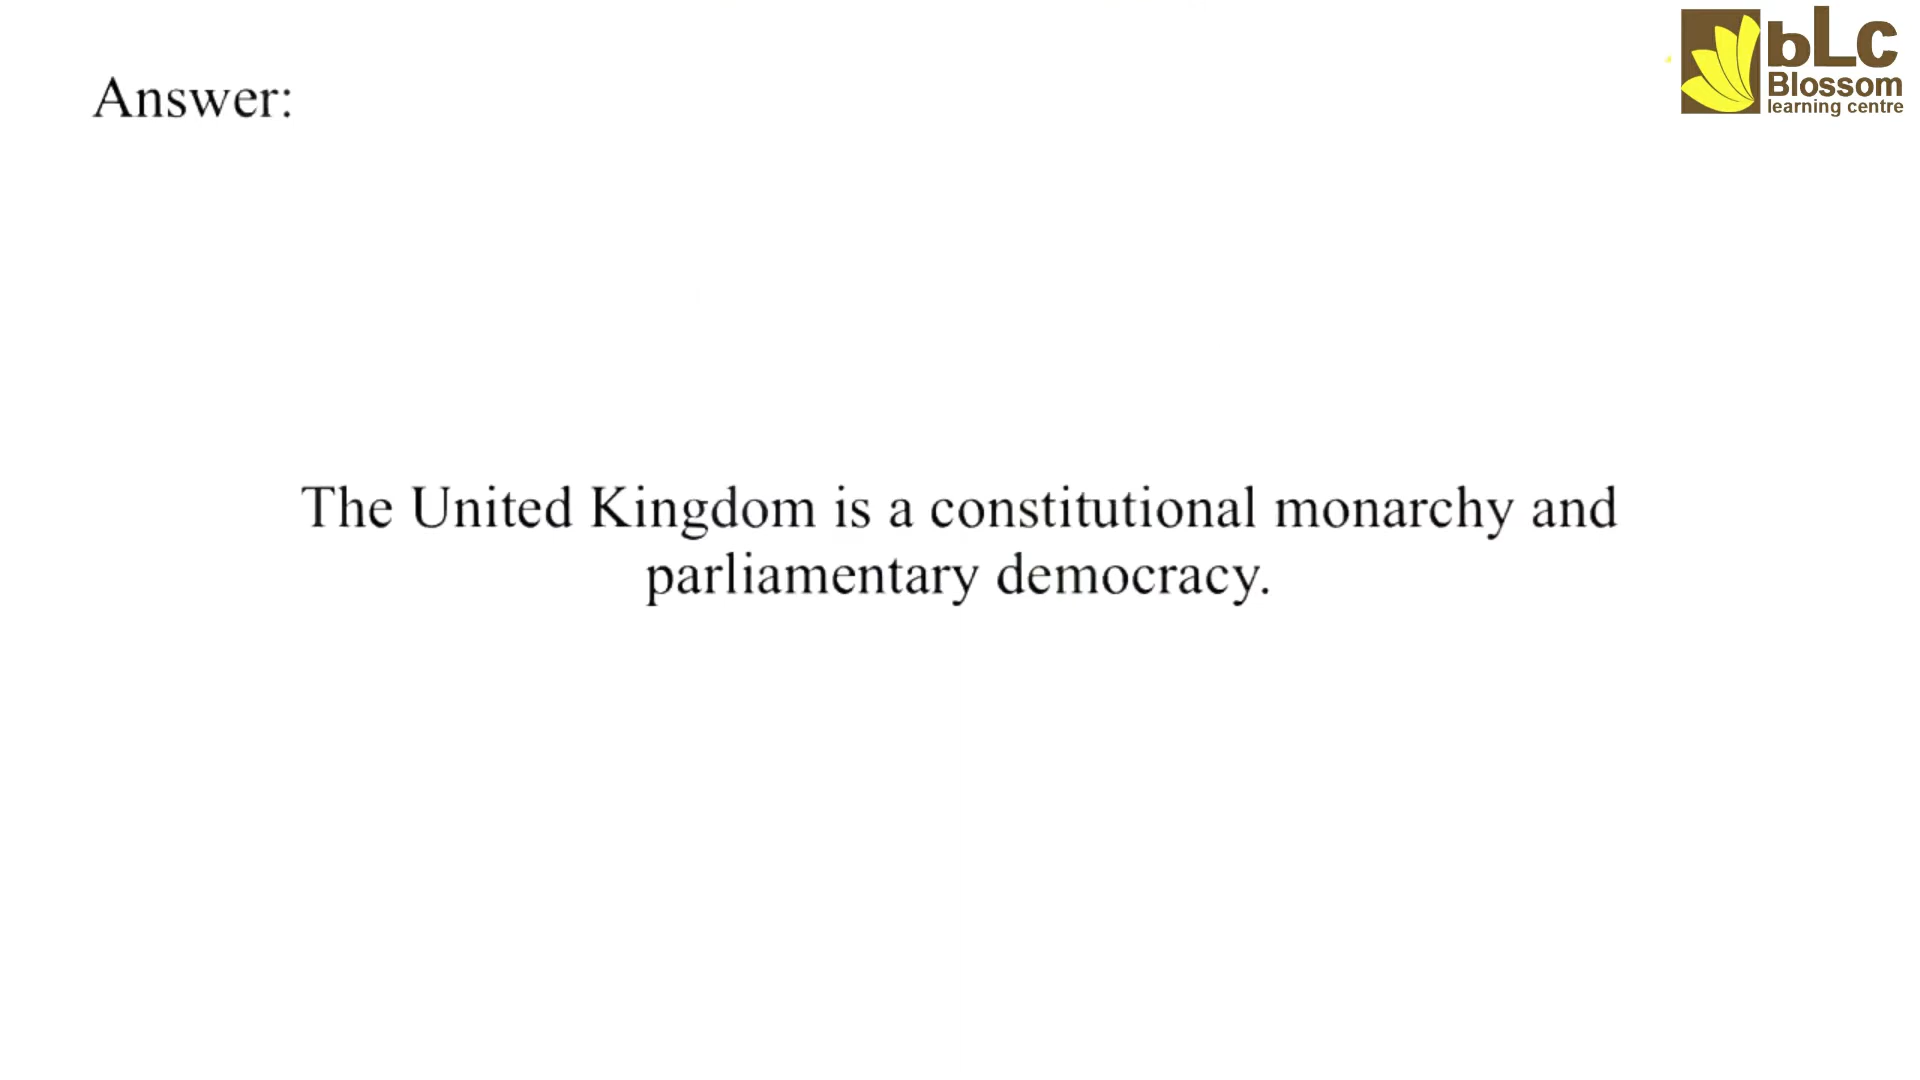 bLc
Blossom
learning centre
Answer:
The United Kingdom is a constitutional monarchy and
parliamentary democracy.